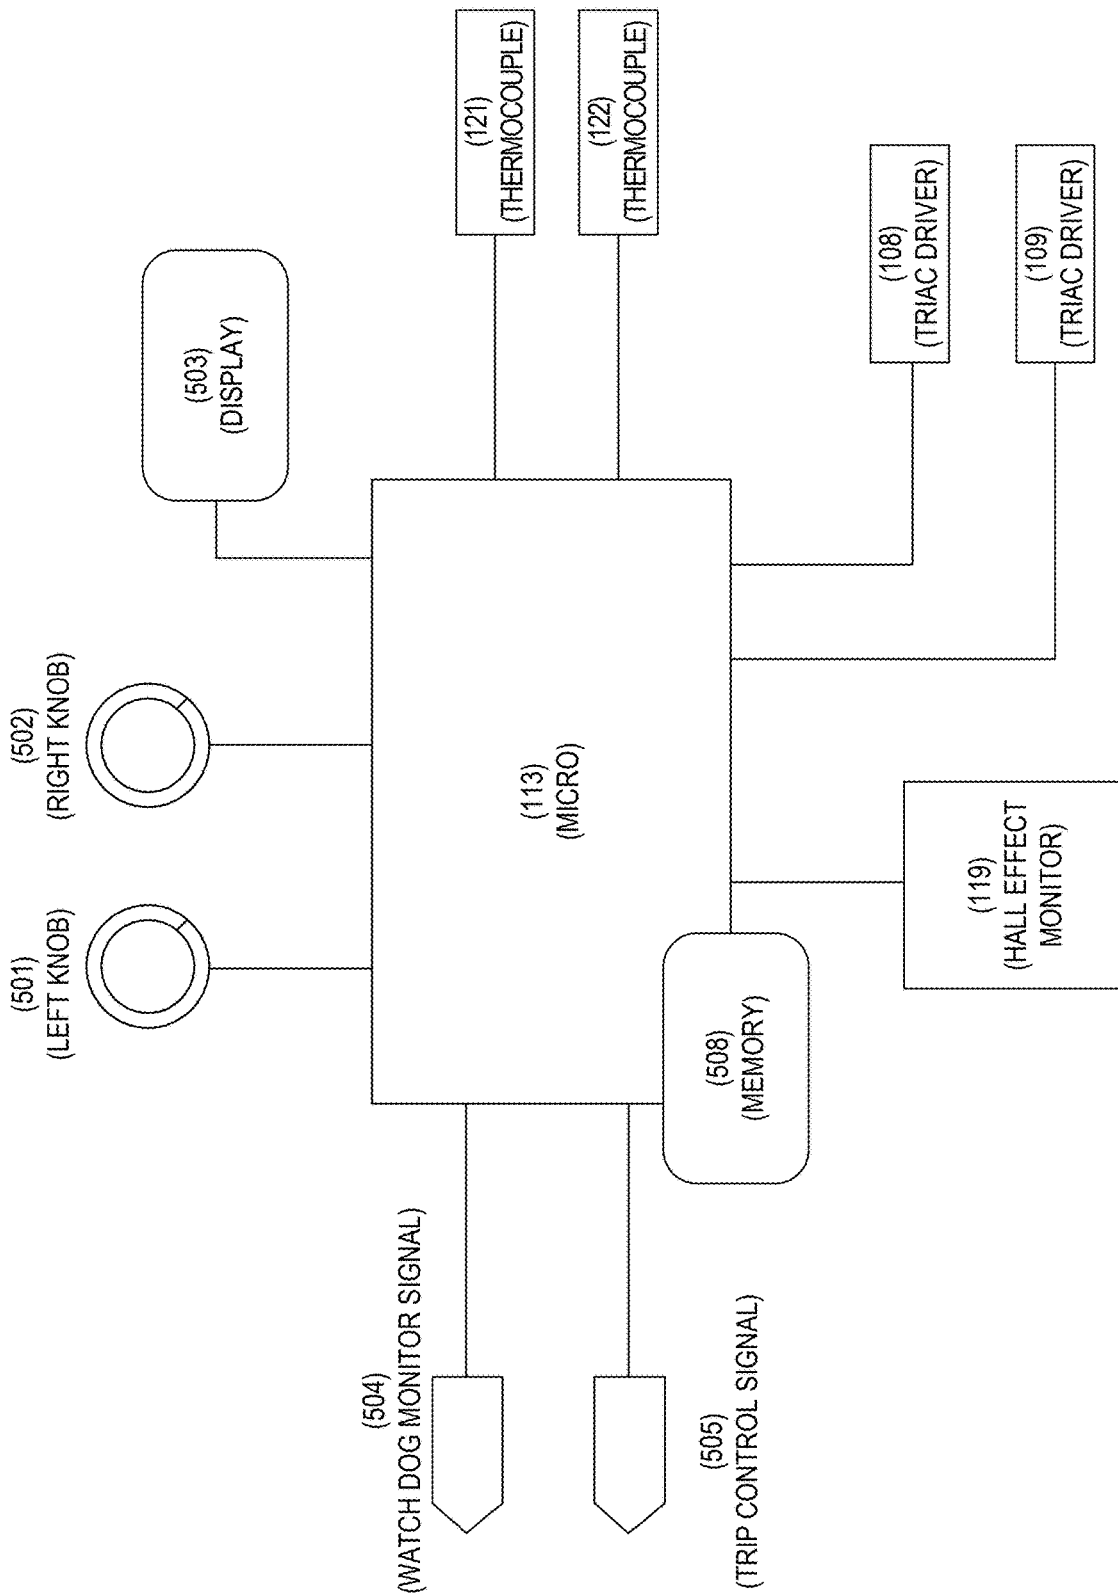 (501)
(LEFT KNOB)
(502)
(RIGHT KNOB)
(503)
(DISPLAY)
(121)
(THERMOCOUPLE)
(122)
(THERMOCOUPLE)
(504)
(WATCH DOG MONITOR SIGNAL)
(113)
(MICRO)
(505)
(TRIP CONTROL SIGNAL)
(508)
(MEMORY)
(108)
(TRIAC DRIVER)
(109)
(TRIAC DRIVER)
(119)
(HALL EFFECT
MONITOR)